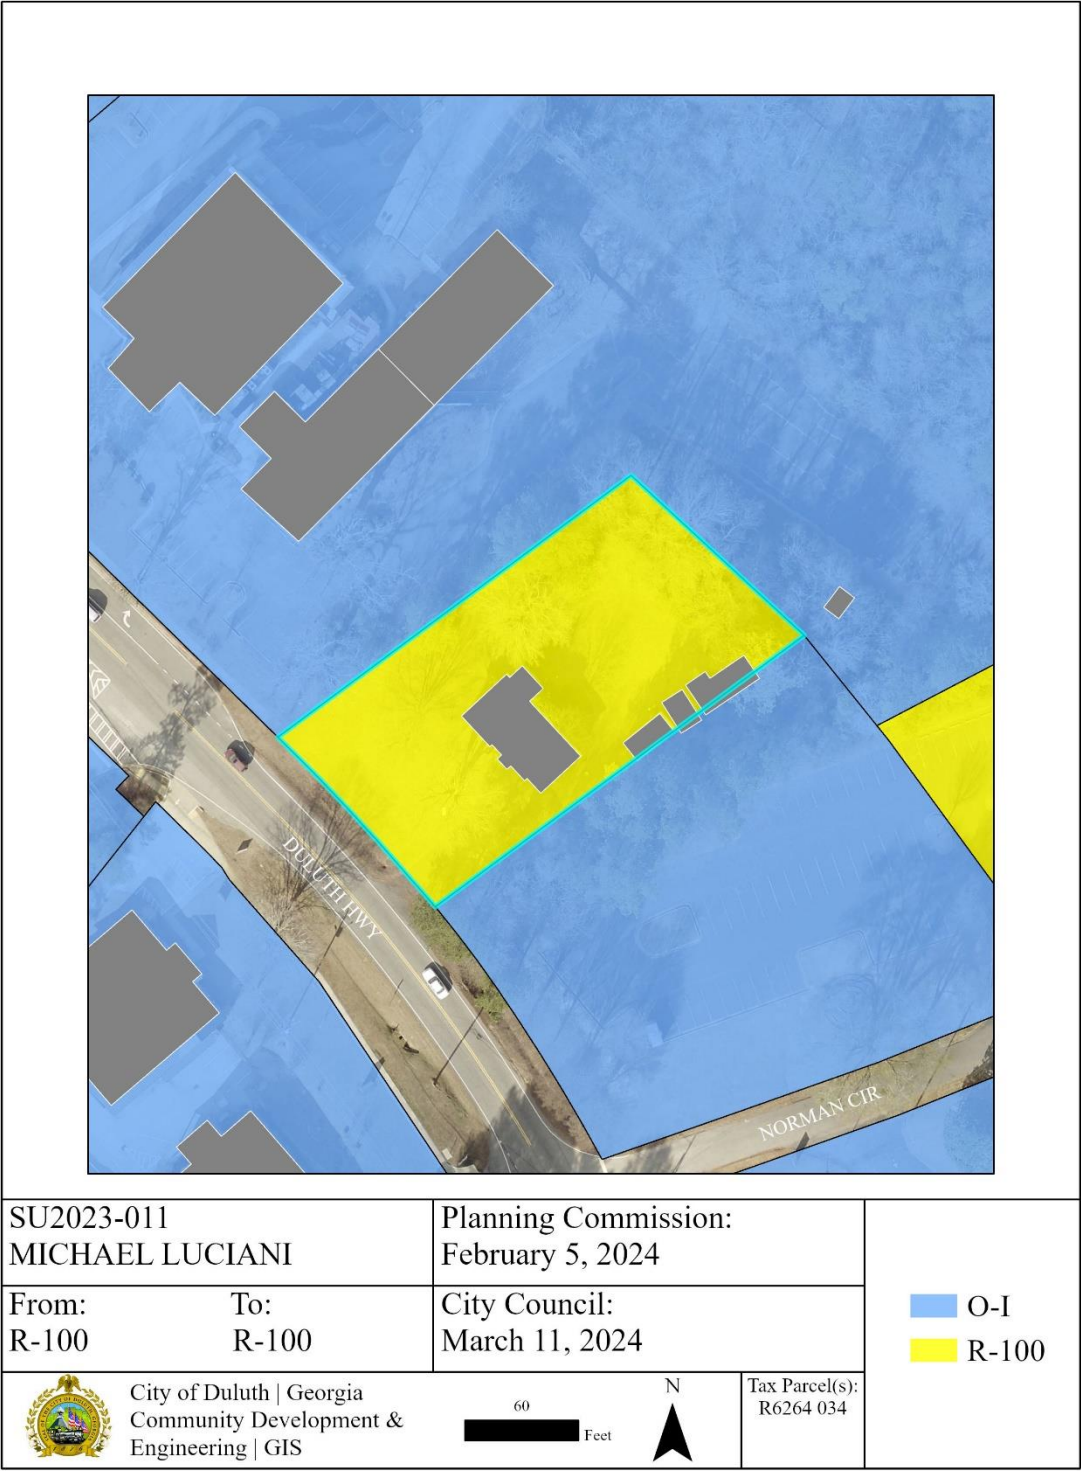 DULUTH HWY
NORMAN CIR
SU2023-011
MICHAEL LUCIANI
Planning Commission:
February 5, 2024
From: To:
R-100 R-100
City Council:
March 11, 2024
O-I
R-100
City of Duluth | Georgia
Community Development &
Engineering | GIS
60
Feet
N
Tax Parcel(s):
R6264 034